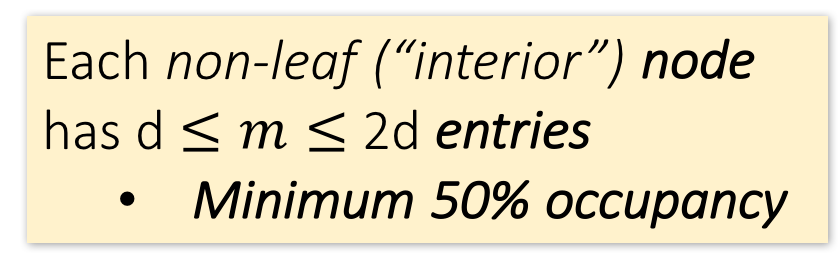 Each non-leaf (“interior”) node
has d ≤ m ≤ 2d entries
• Minimum 50% occupancy